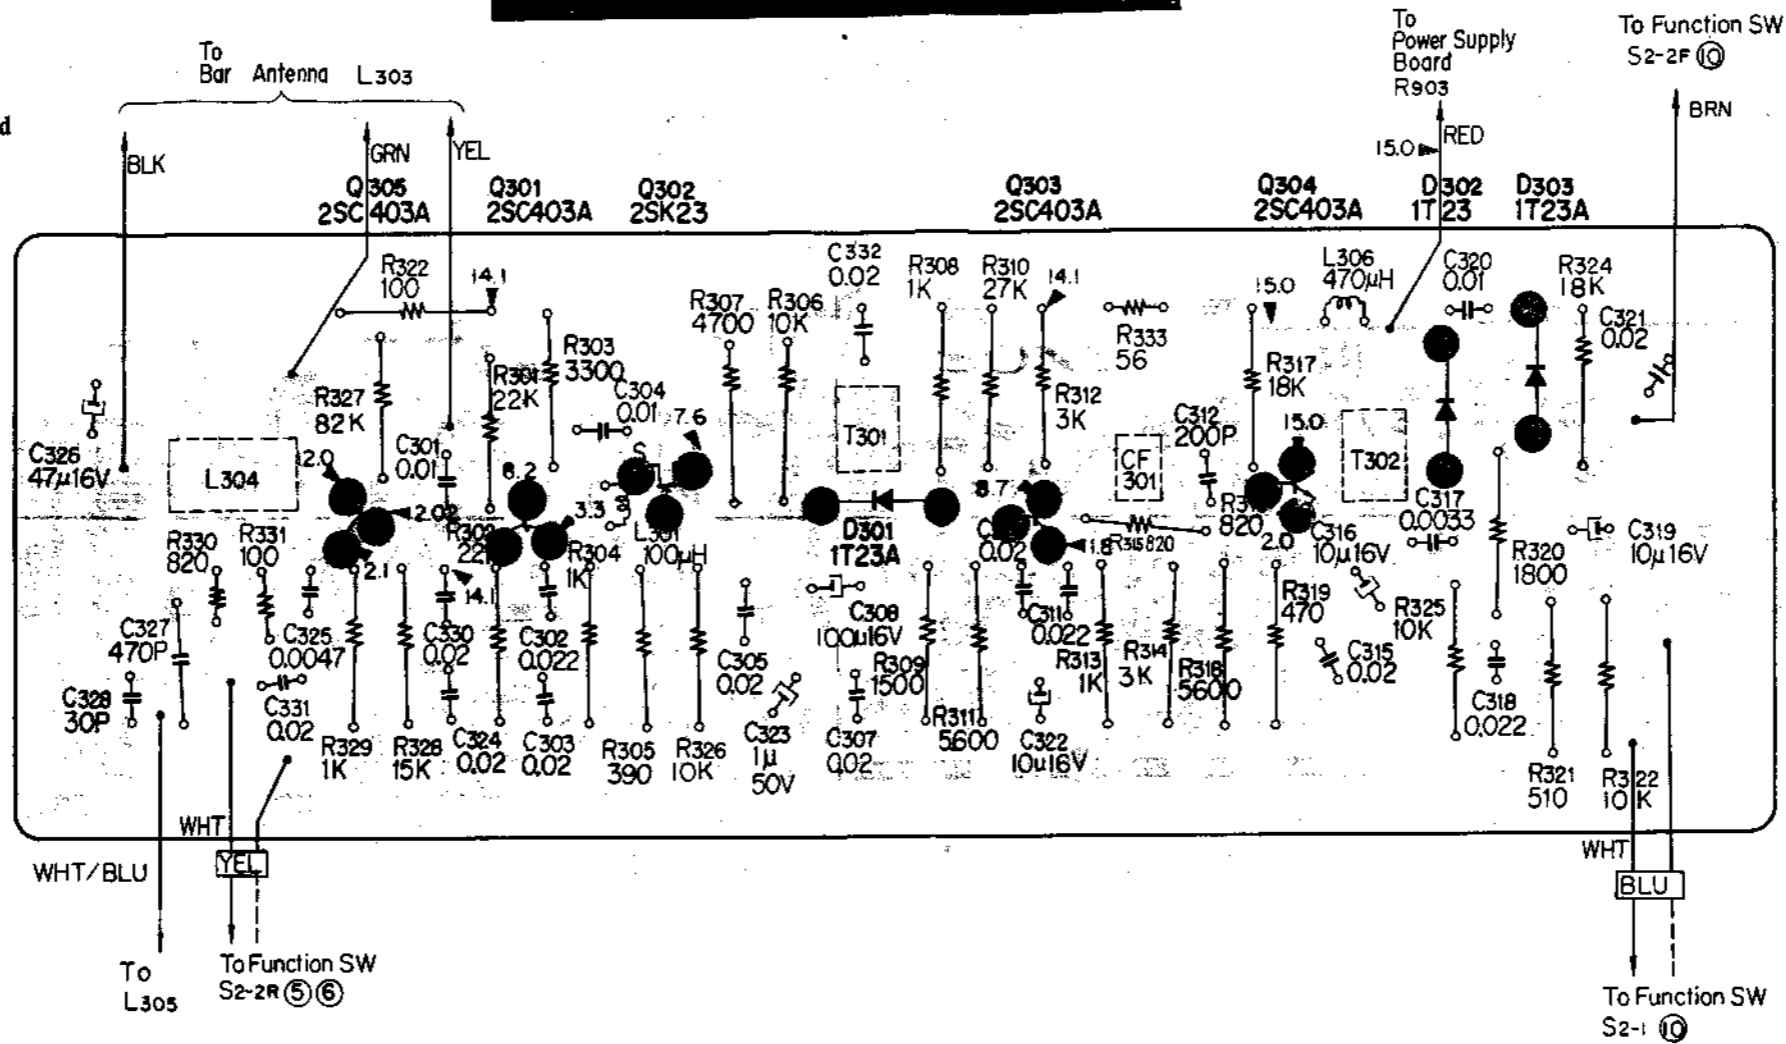 To
Bar Antenna L303
To
Power Supply
Board
R903
To Function SW
S2-2F ⑩
d
BLK
GRN
YEL
15.0
RED
BRN
Q305
2SC403A
Q301
2SC403A
Q302
2SK23
Q303
2SC403A
Q304
2SC403A
D302
1T23
D303
1T23A
R322
100
14.1
C332
0.02
R308
1K
R310
27K
14.1
L306
470μH
15.0
C320
0.01
R324
18K
R307
4700
R306
10K
R333
56
C321
0.02
R303
3300
R301
22K
R327
82K
C304
0.01
R317
18K
R312
3K
C312
200P
15.0
7.6
T301
T302
CF
301
C326
47μ16V
L304
C301
0.01
S
2.02
3.3
C317
0.0033
820
R330
820
R331
100
R304
1K
100μH
D301
1T23A
0.02
1.8
R315 820
2.0
C316
10μ16V
R320
1800
C319
10μ16V
2.1
14.1
C327
470P
C325
0.0047
C330
0.02
C302
0.022
C308
100μ16V
C311
0.022
R319
470
R325
10K
C328
30P
C331
0.02
C305
0.02
R309
1500
R313
1K
R314
3K
R318
5600
C315
0.02
C318
0.022
R329
1K
R328
15K
C324
0.02
C303
0.02
R305
390
R326
10K
C323
1μ
50V
C307
0.02
R311
5600
C322
10μ16V
R321
510
R322
10K
WHT
WHT/BLU
YEL
WHT
BLU
To
L305
To Function SW
S2-2R ⑤⑥
To Function SW
S2-1 ⑩